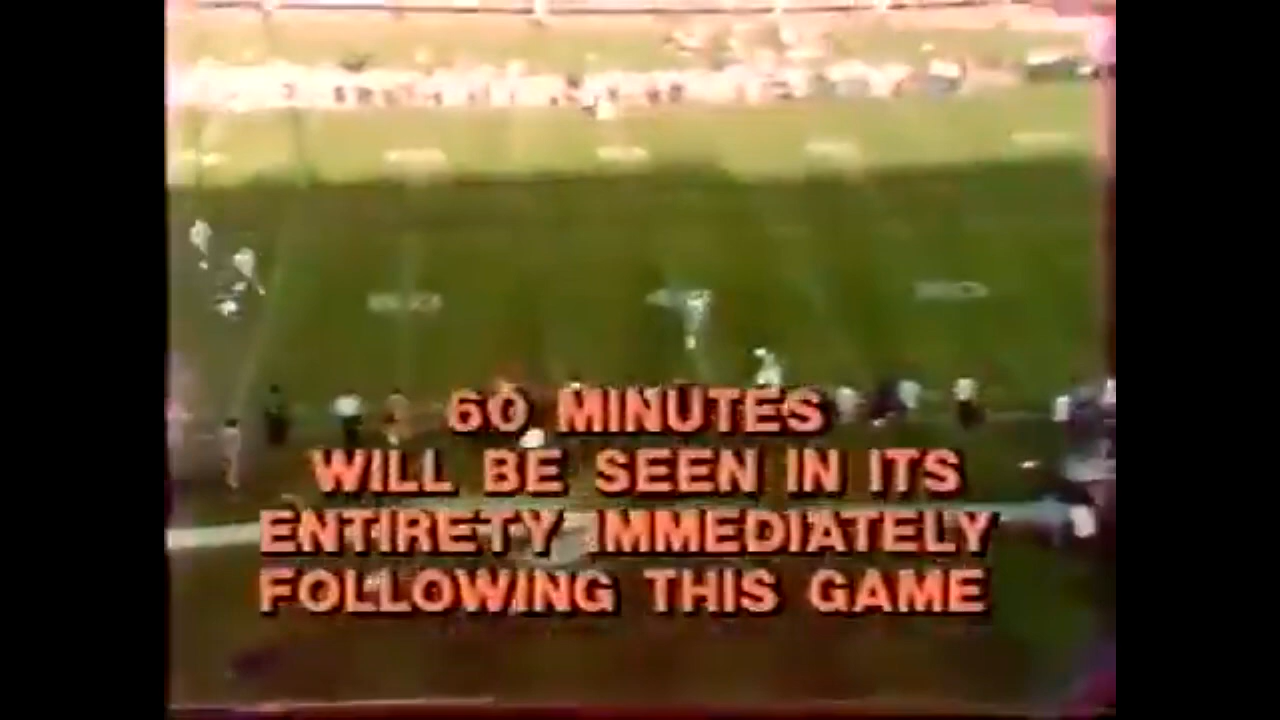 60 MINUTES
WILL BE SEEN IN ITS
ENTIRETY IMMEDIATELY
FOLLOWING THIS GAME